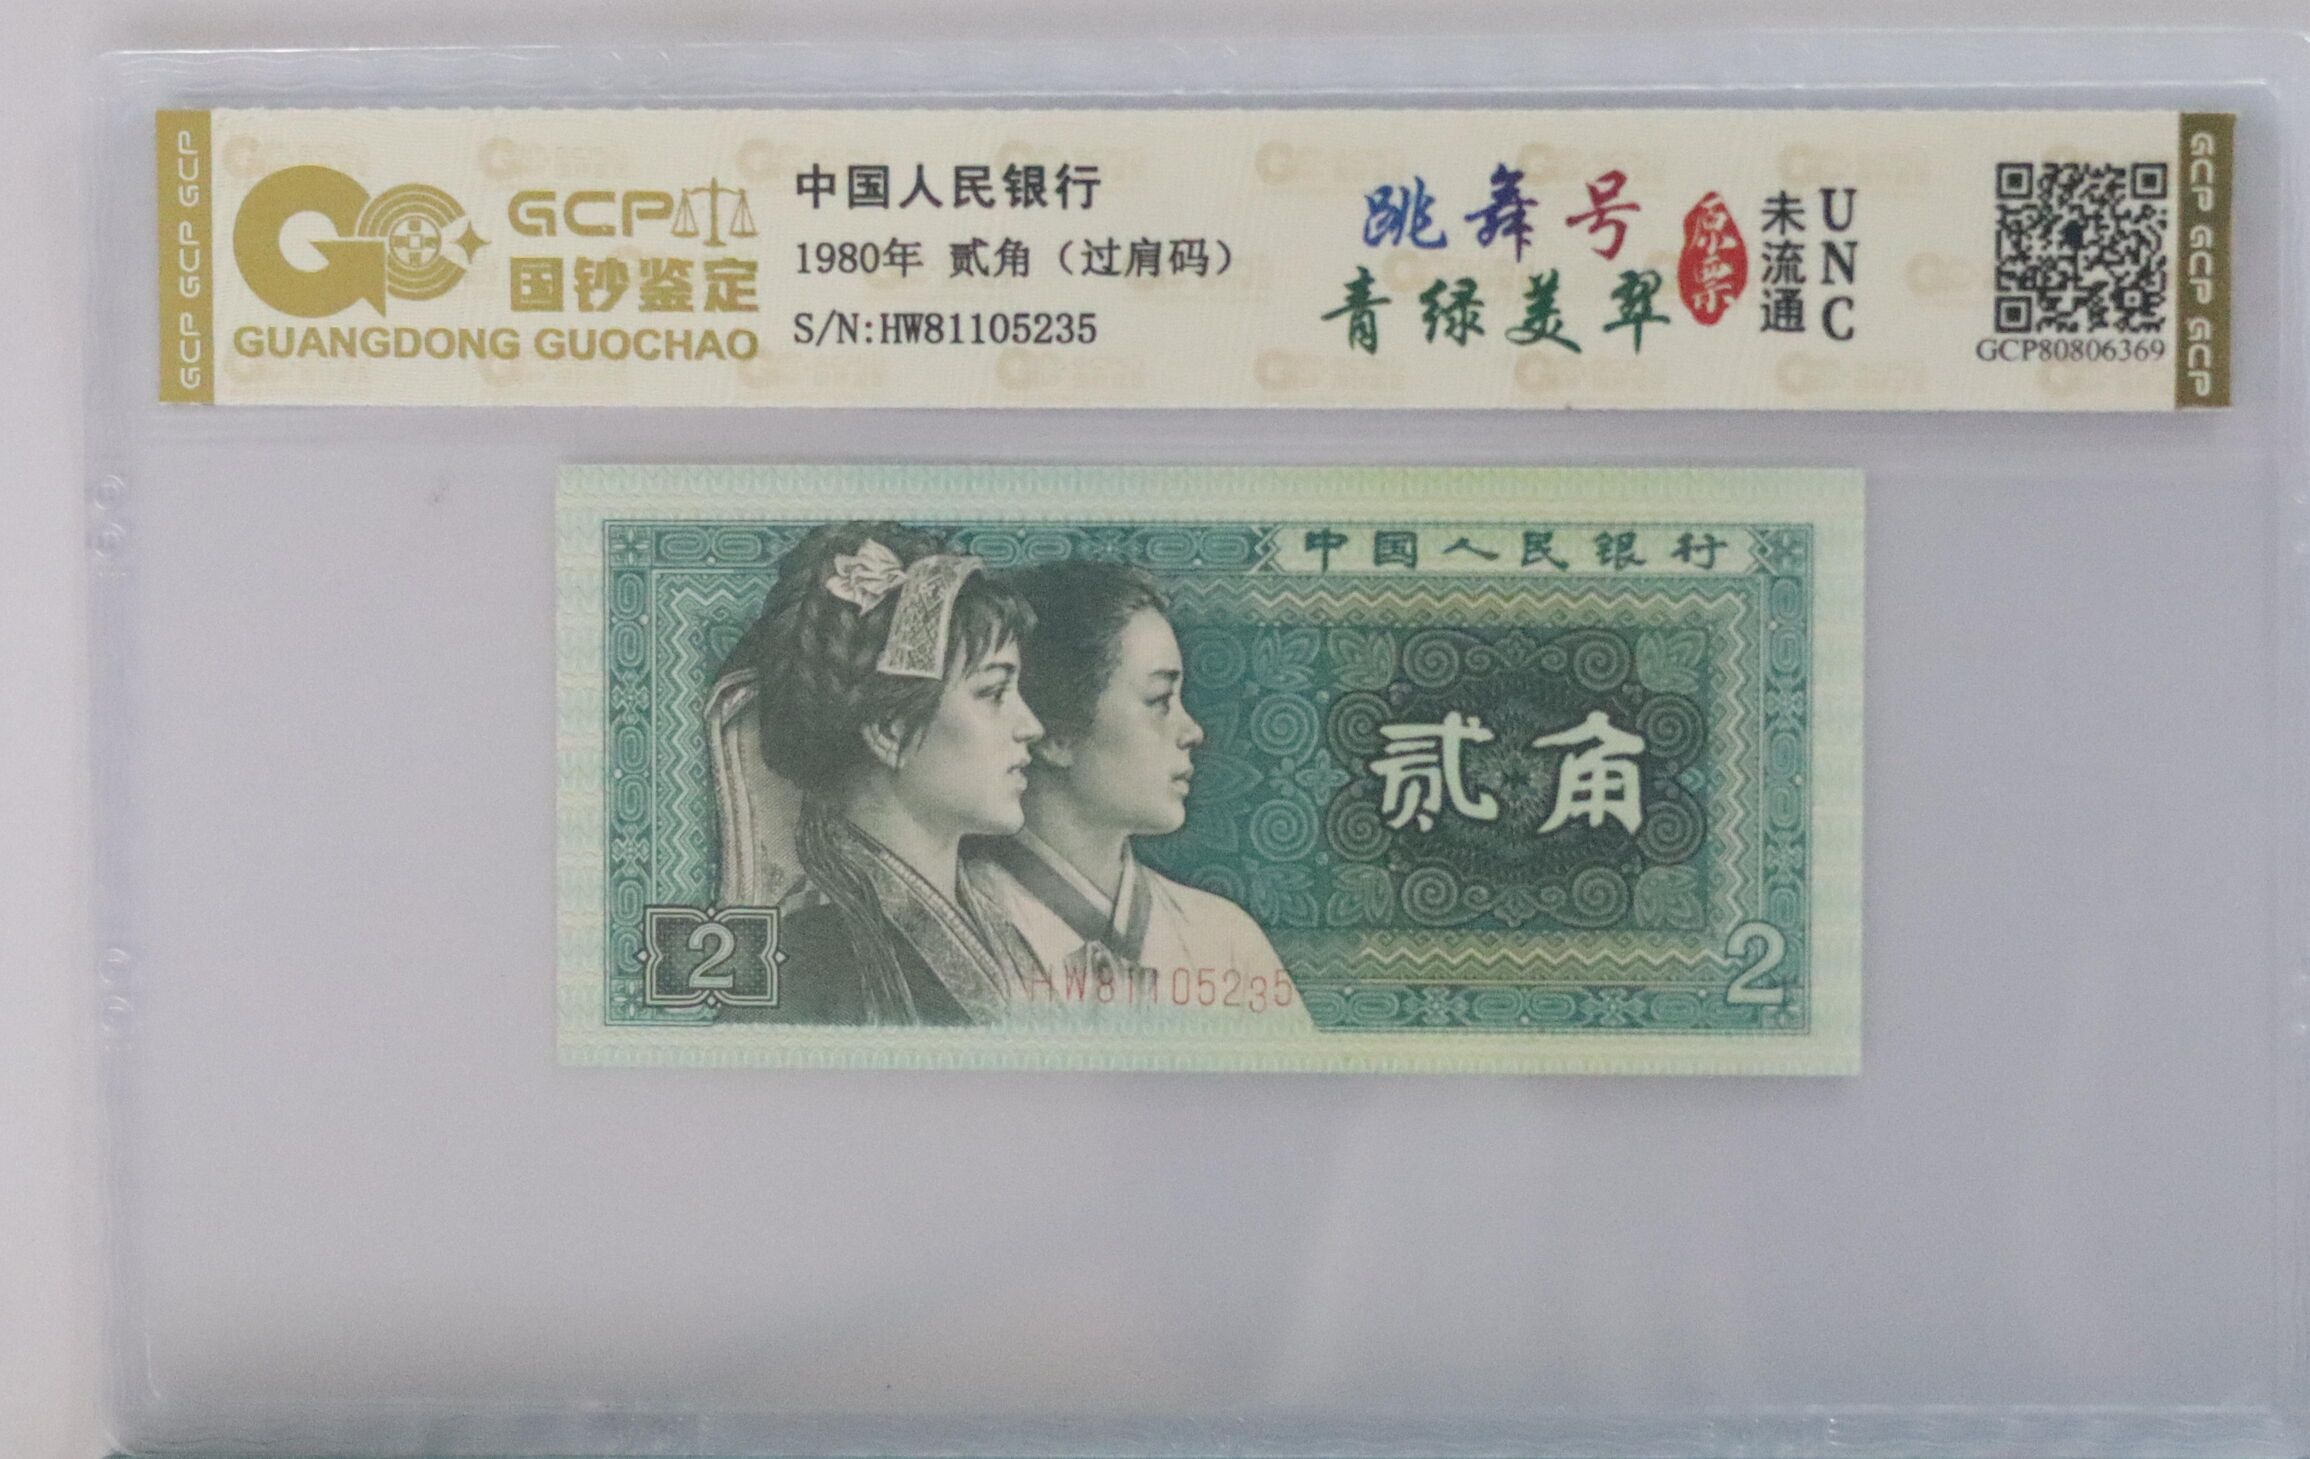 GCP GCP GCP
GCP
国钞鉴定
GUANGDONG GUOCHAO
中国人民银行
1980年 贰角（过肩码）
S/N:HW81105235
跳舞号
青绿美翠
原票
未流通
UNC
GCP80806369
GCP GCP GCP
中国人民银行
贰角
2
2
HW81105235